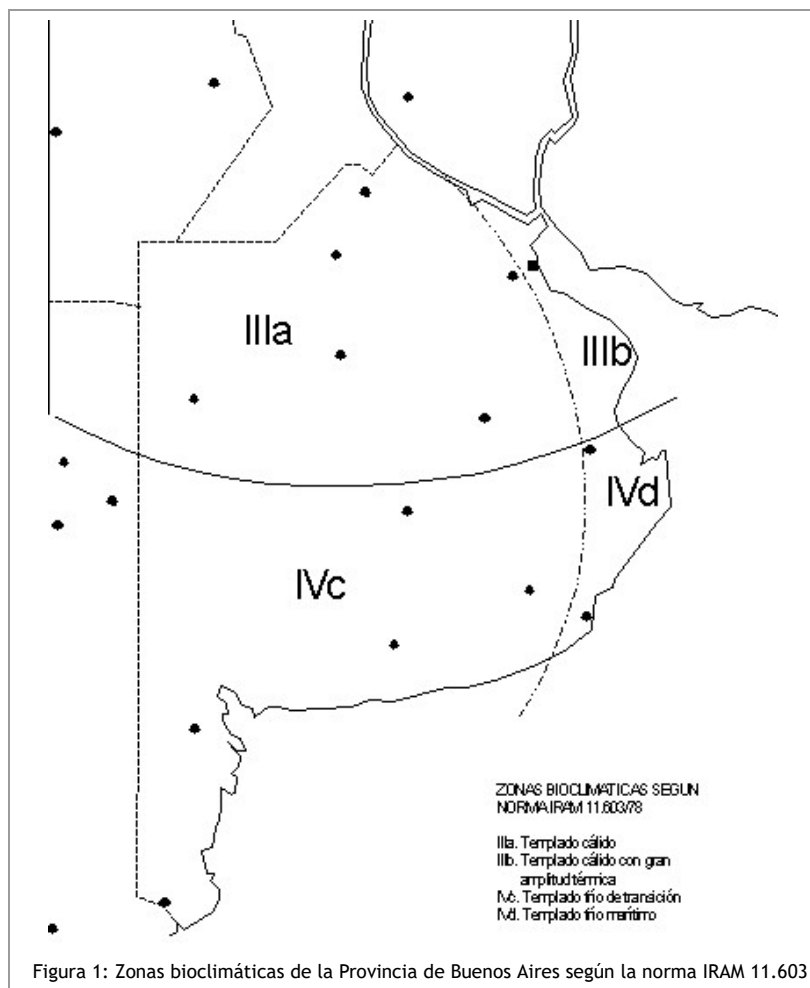 IIIa
IIIb
IVd
IVc
ZONAS BIOCLIMATICAS SEGUN
NORMA IRAM 11.603/78
IIIa. Templado cálido
IIIb. Templado cálido con gran
amplitud térmica
IVc. Templado frío de transición
IVd. Templado frío marítimo
Figura 1: Zonas bioclimáticas de la Provincia de Buenos Aires según la norma IRAM 11.603